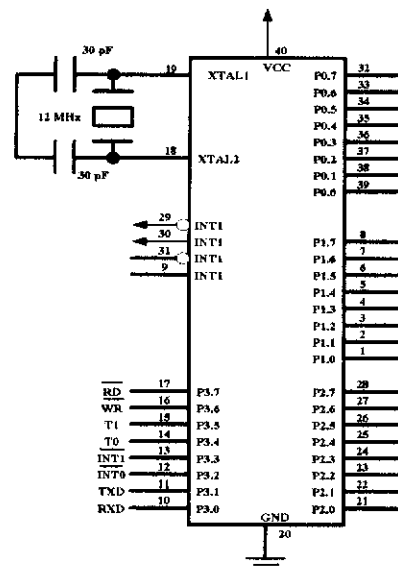 30 pF
40
19 XTAL1 VCC P0.7 32
P0.6 33
P0.5 34
12 MHz P0.4 35
P0.3 36
18 XTAL2 P0.2 37
P0.1 38
30 pF P0.0 39
29 INT1
30 INT1 P1.7 8
31 INT1 P1.6 7
9 INT1 P1.5 6
P1.4 5
P1.3 4
P1.2 3
P1.1 2
P1.0 1
RD 17 P3.7 P2.7 28
WR 16 P3.6 P2.6 27
T1 15 P3.5 P2.5 26
T0 14 P3.4 P2.4 25
INT1 13 P3.3 P2.3 24
INT0 12 P3.2 P2.2 23
TXD 11 P3.1 P2.1 22
RXD 10 P3.0 P2.0 21
GND
20